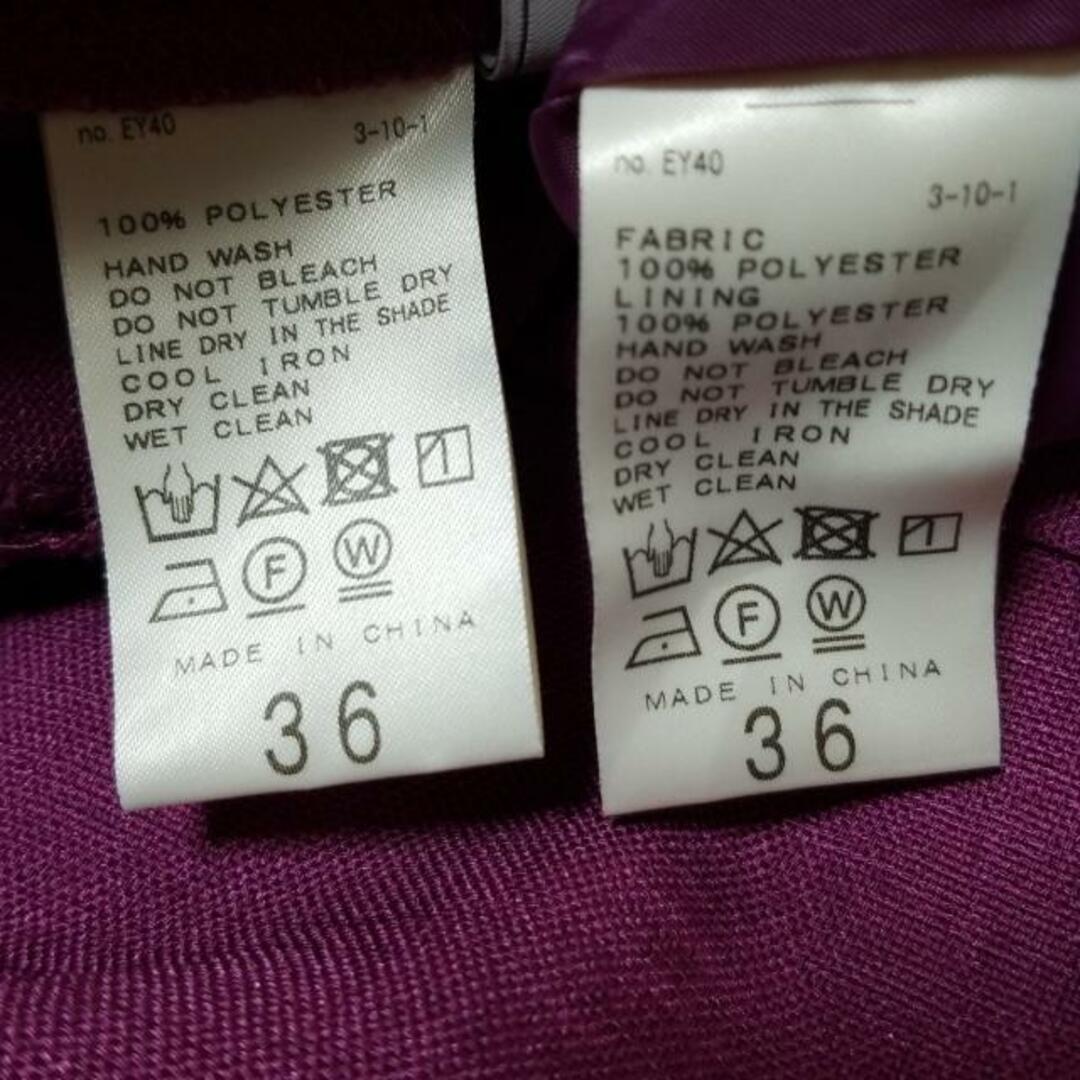 no. EY40
3-10-1
100% POLYESTER
HAND WASH
DO NOT BLEACH
DO NOT TUMBLE DRY
LINE DRY IN THE SHADE
COOL IRON
DRY CLEAN
WET CLEAN
F W
MADE IN CHINA
36
no. EY40
3-10-1
FABRIC
100% POLYESTER
LINING
100% POLYESTER
HAND WASH
DO NOT BLEACH
DO NOT TUMBLE DRY
LINE DRY IN THE SHADE
COOL IRON
DRY CLEAN
WET CLEAN
F W
MADE IN CHINA
36